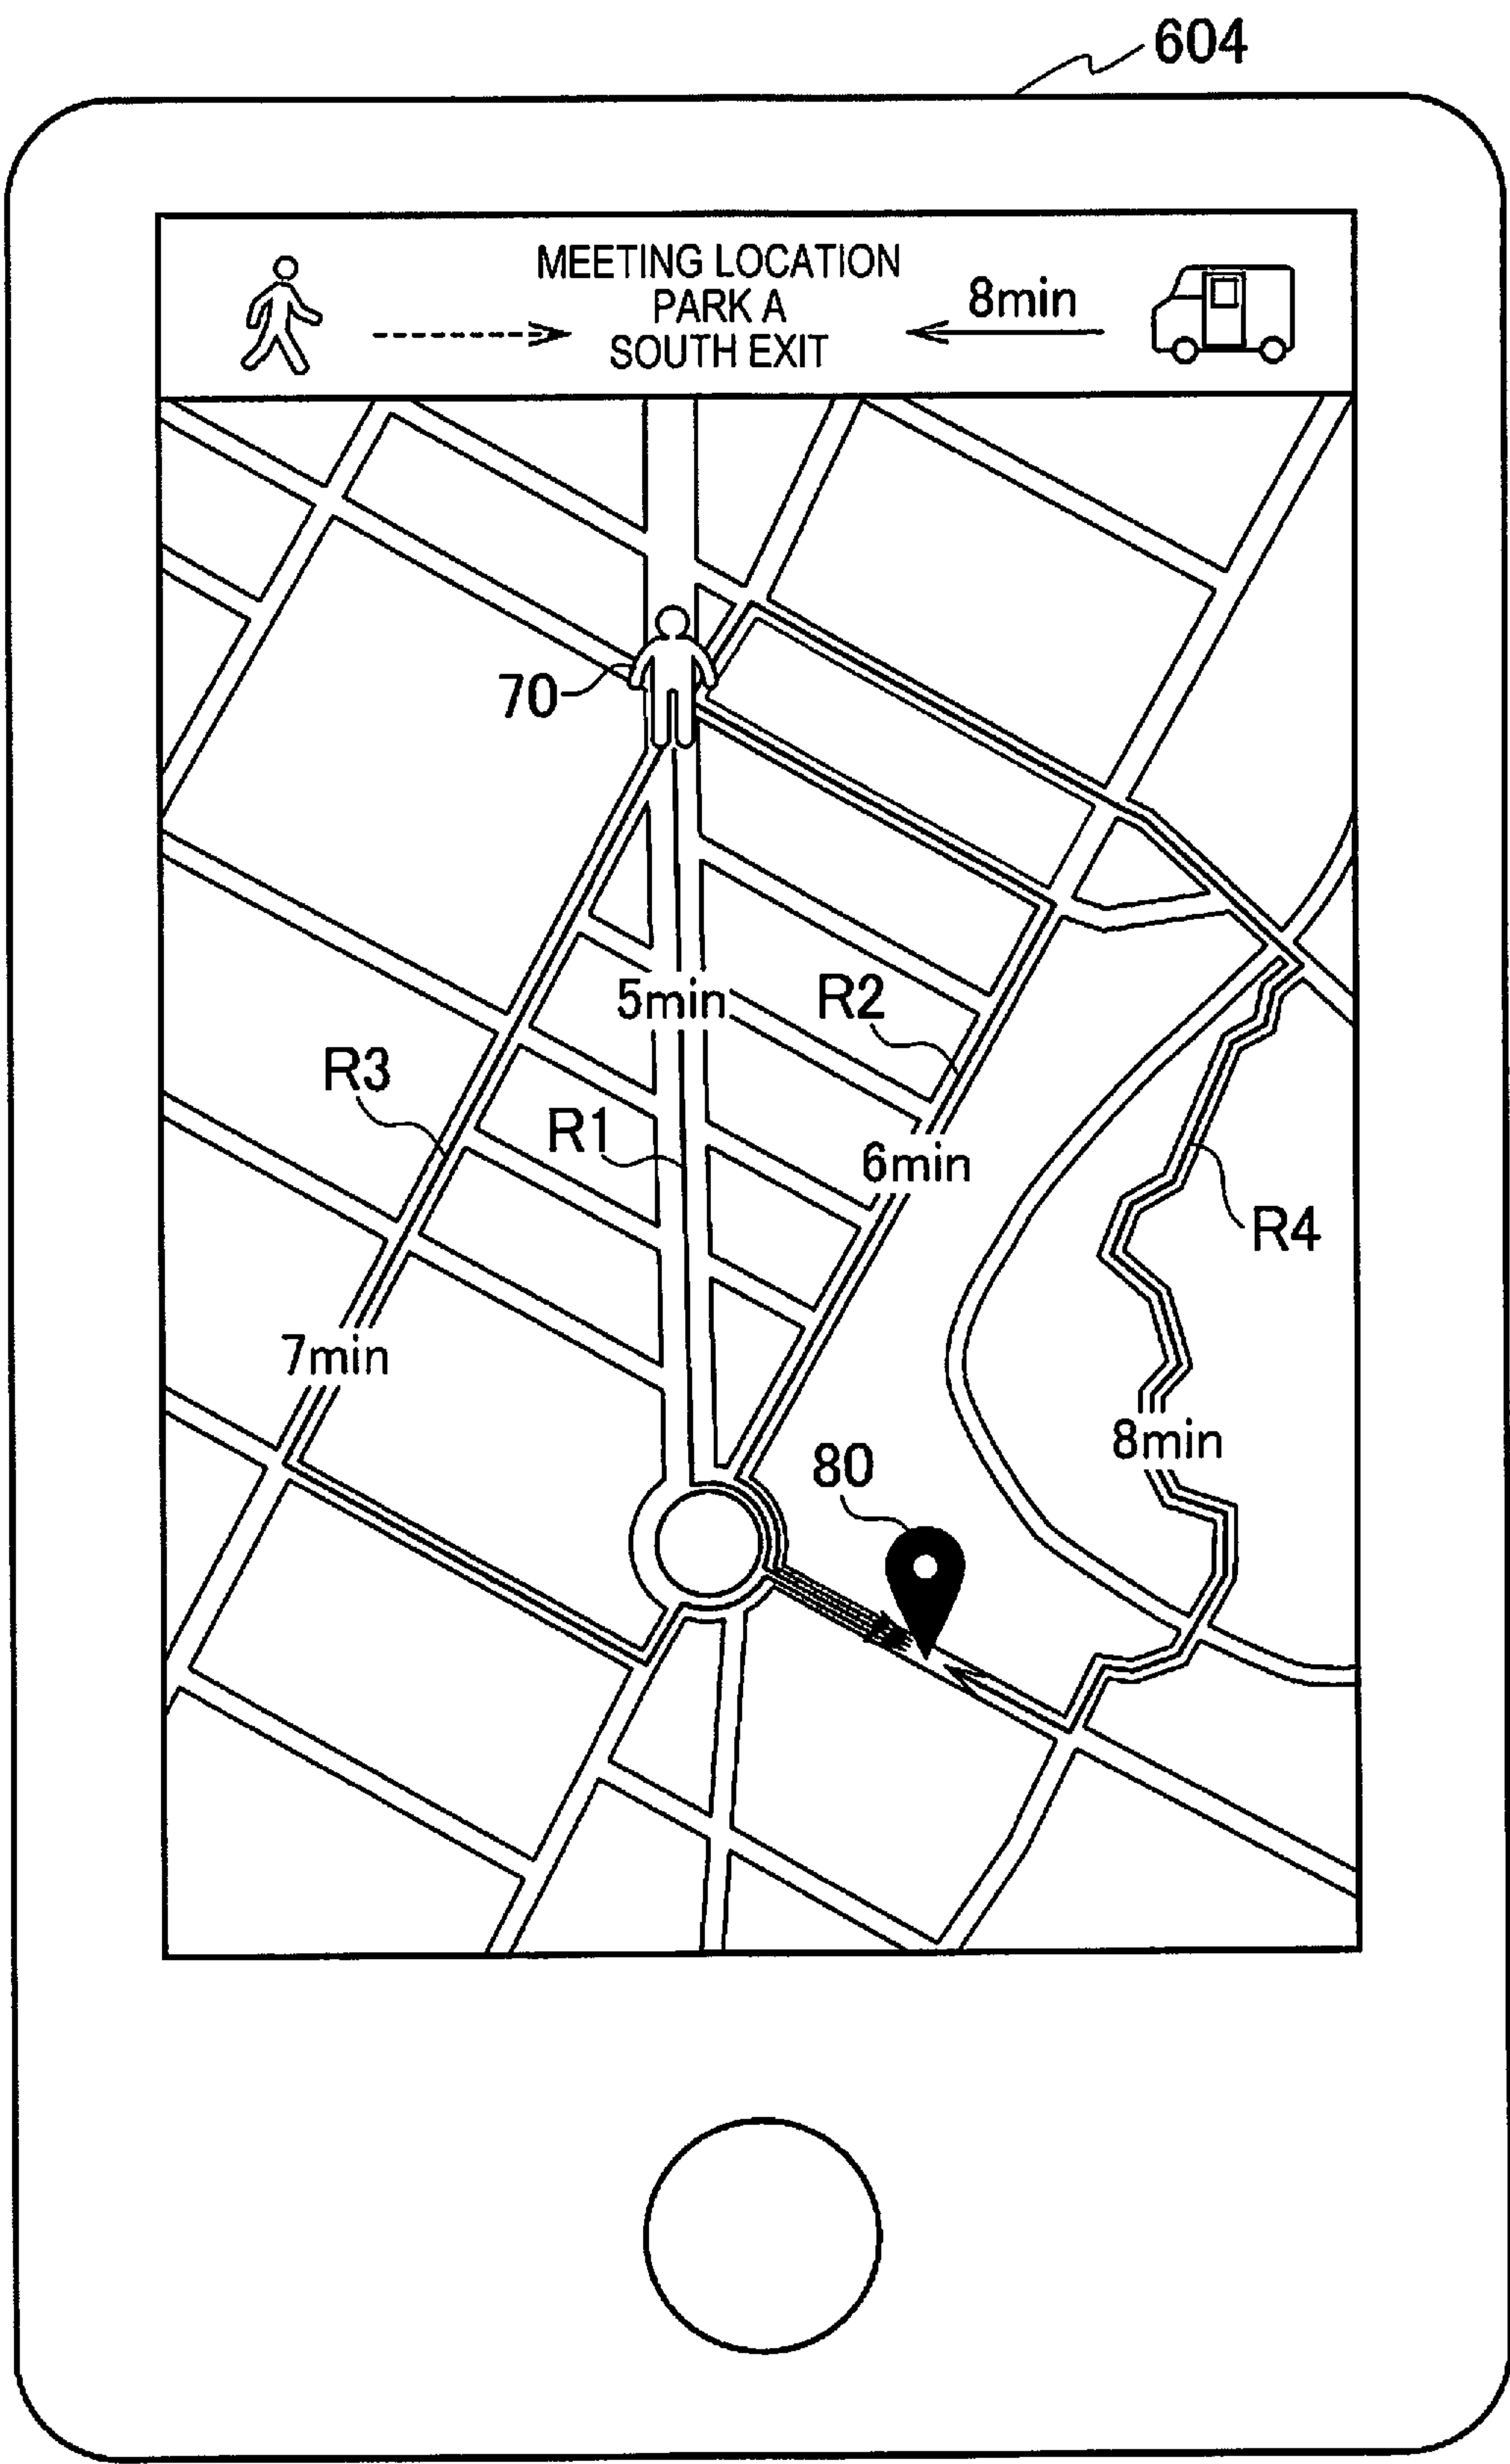 604
MEETING LOCATION
PARK A
SOUTH EXIT
8min
70
5min
R2
R3
R1
6min
R4
7min
8min
80